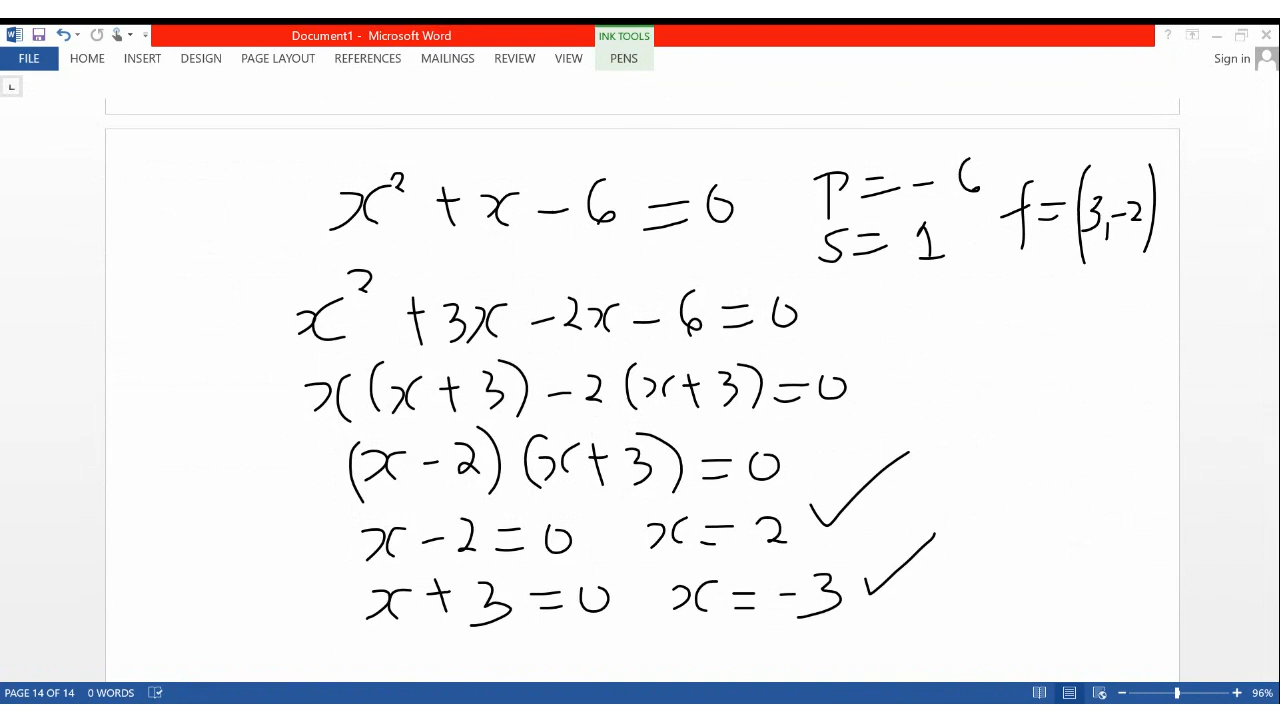 Document1 - Microsoft Word
INK TOOLS
?
FILE HOME INSERT DESIGN PAGE LAYOUT REFERENCES MAILINGS REVIEW VIEW PENS
Sign in
x² + x - 6 = 0
P = - 6
S = 1
f = (3, -2)
x² + 3x - 2x - 6 = 0
x(x + 3) - 2(x + 3) = 0
(x - 2)(x + 3) = 0
x - 2 = 0 x = 2 ✓
x + 3 = 0 x = -3 ✓
PAGE 14 OF 14 0 WORDS
96%